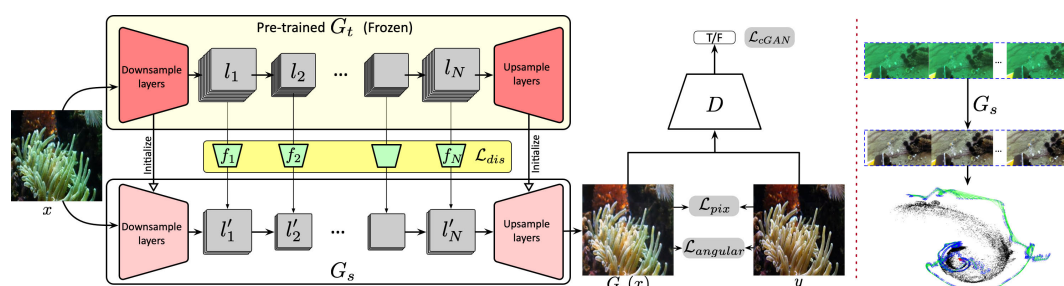 Pre-trained G_t (Frozen)
Downsample
layers
l_1
l_2
...
l_N
Upsample
layers
Initialize
f_1
f_2
f_N
L_dis
Initialize
x
Downsample
layers
l'_1
l'_2
...
l'_N
Upsample
layers
G_s
T/F
L_cGAN
D
L_pix
L_angular
y
...
G_s
...